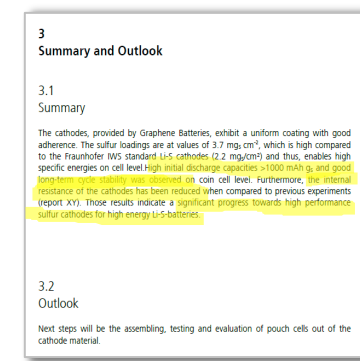 3
Summary and Outlook
3.1
Summary
The cathodes, provided by Graphene Batteries, exhibit a uniform coating with good
adherence. The sulfur loadings are at values of 3.7 mgₛ cm⁻², which is high compared
to the Fraunhofer IWS standard Li-S cathodes (2.2 mgₛ/cm²) and thus, enables high
specific energies on cell level.High initial discharge capacities >1000 mAh gₛ and good
long-term cycle stability was observed on coin cell level. Furthermore, the internal
resistance of the cathodes has been reduced when compared to previous experiments
(report XY). Those results indicate a significant progress towards high performance
sulfur cathodes for high energy Li-S-batteries.
3.2
Outlook
Next steps will be the assembling, testing and evaluation of pouch cells out of the
cathode material.